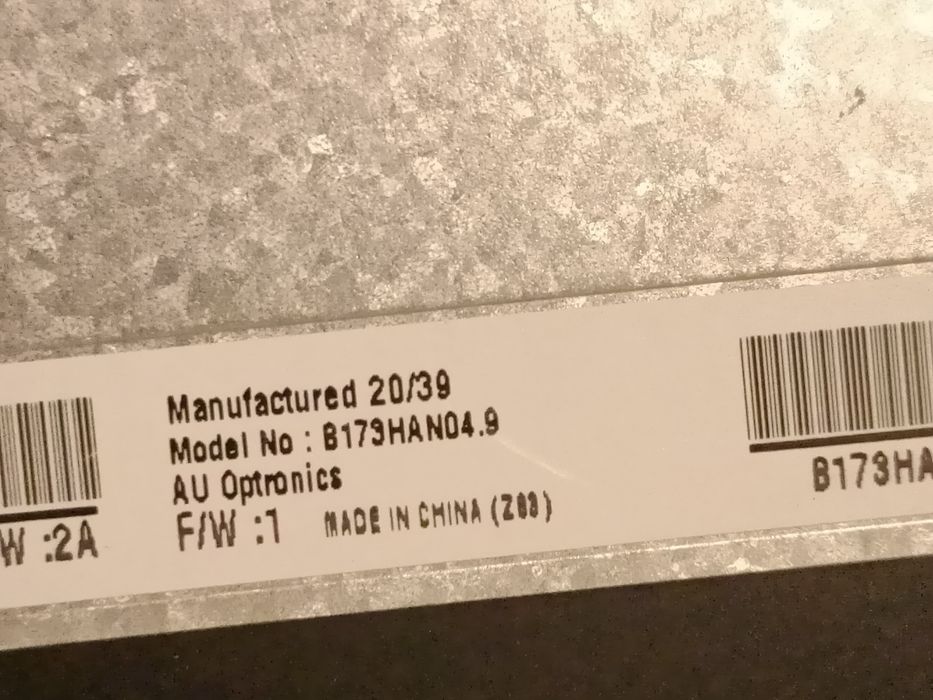 Manufactured 20/39
Model No : B173HAN04.9
AU Optronics
F/W :1 MADE IN CHINA (Z03)
W :2A
B173HA